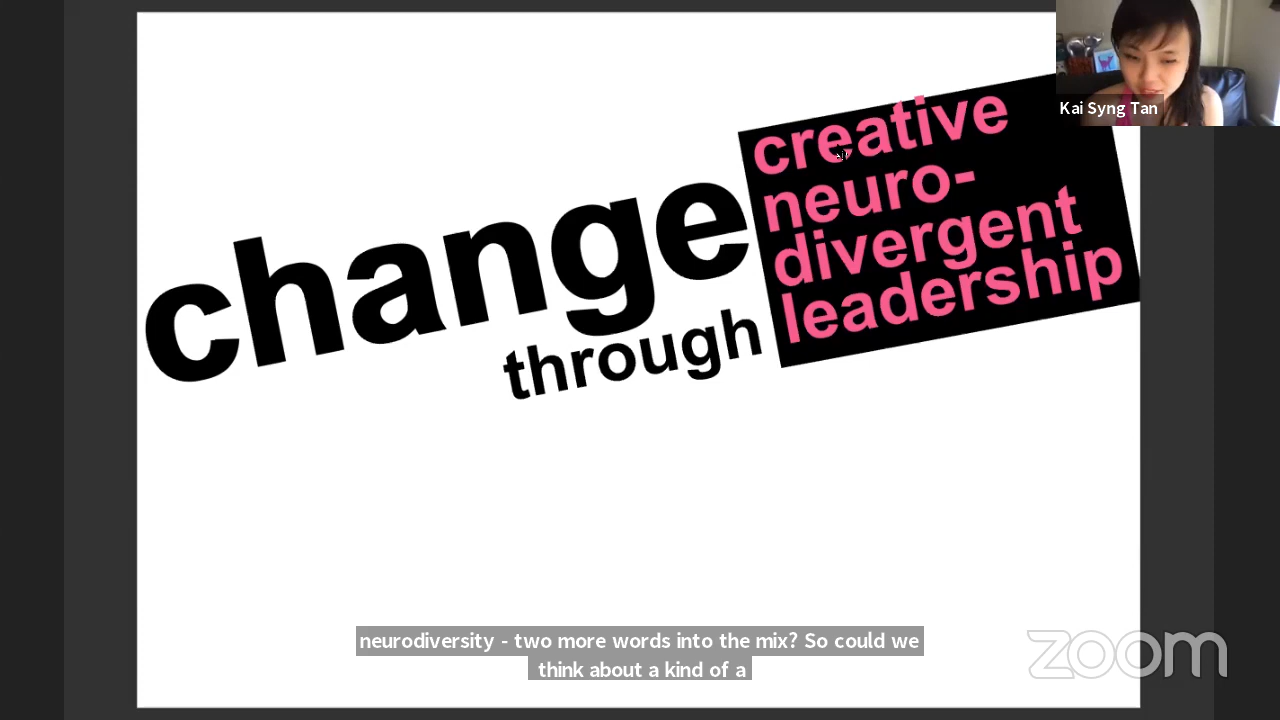 change
through
creative
neuro-
divergent
leadership
Kai Syng Tan
neurodiversity - two more words into the mix? So could we
think about a kind of a
zoom